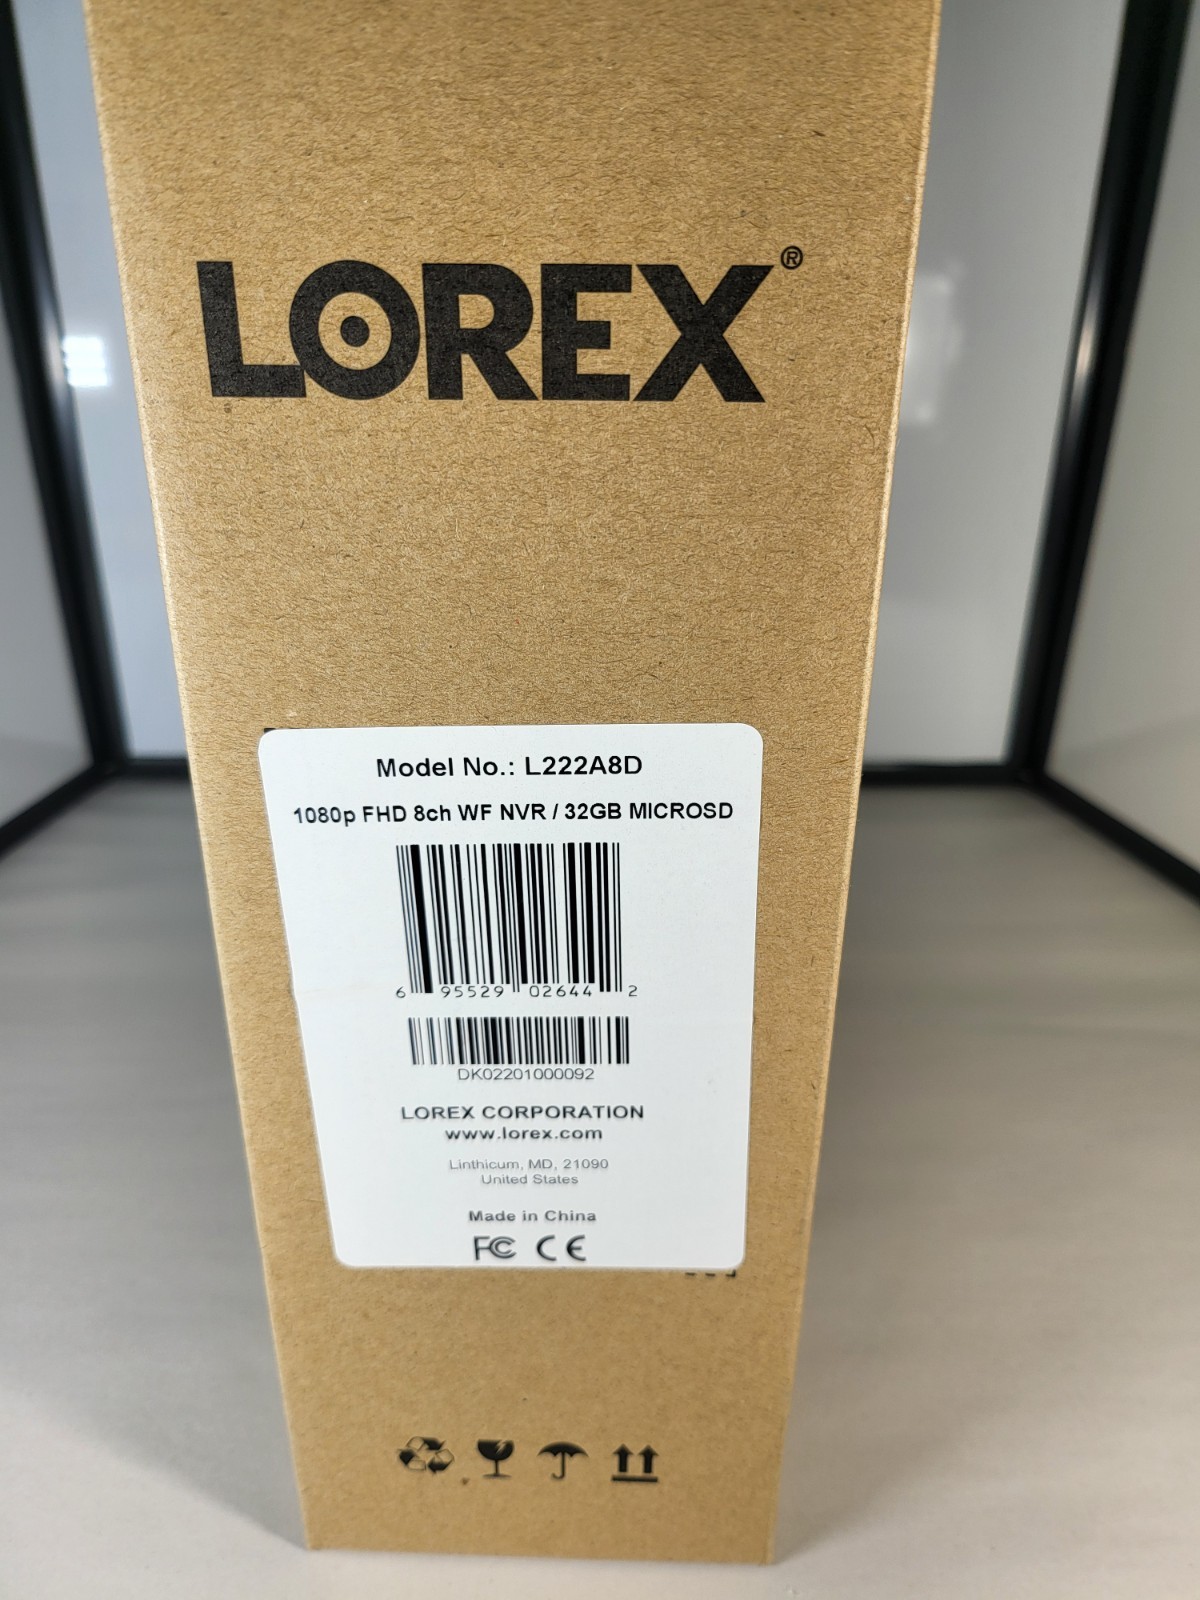 LOREX®
Model No.: L222A8D
1080p FHD 8ch WF NVR / 32GB MICROSD
6 95529 02644 2
DK02201000092
LOREX CORPORATION
www.lorex.com
Linthicum, MD, 21090
United States
Made in China
FC CE